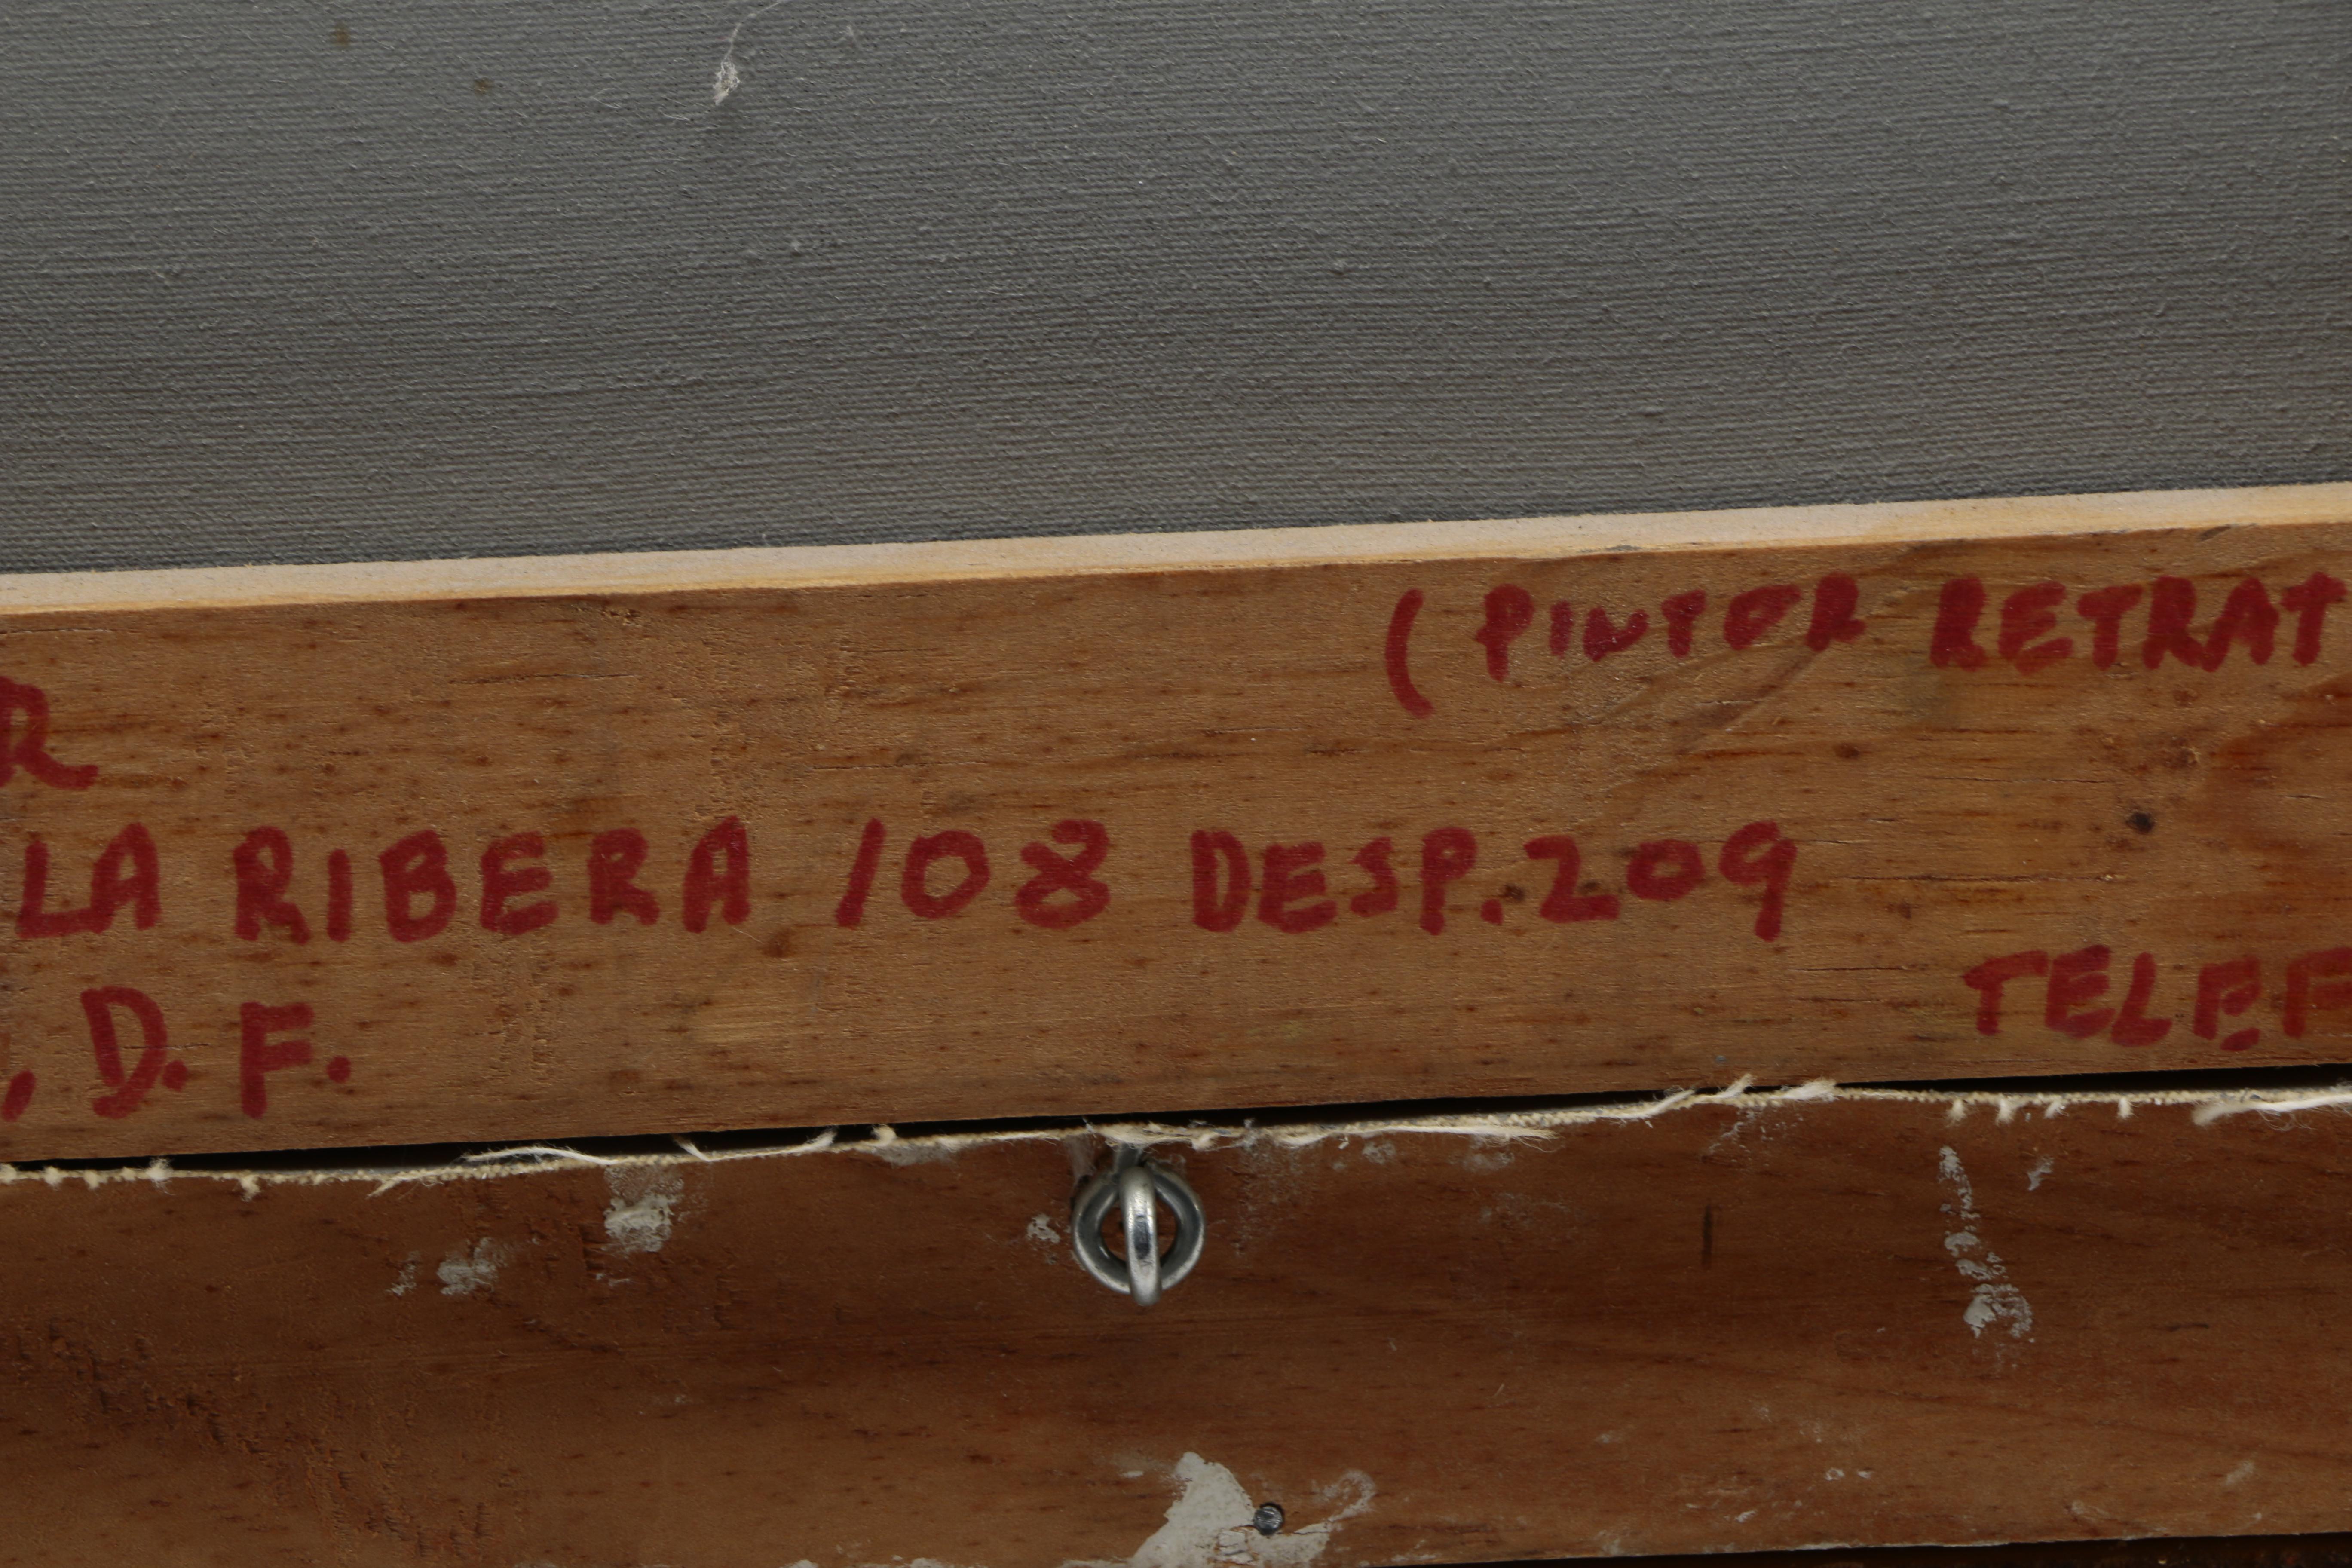 (PINTOR RETRAT
R
LA RIBERA 108 DESP. 209
, D.F.
TELEF